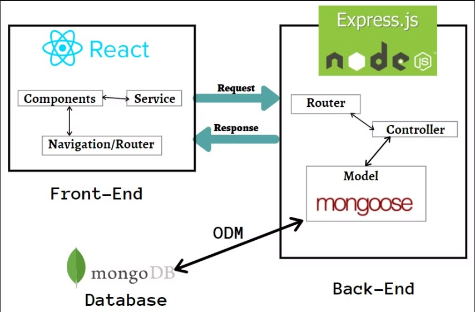 React
Components
Service
Navigation/Router
Front-End
Request
Response
Express.js
node
JS
Router
Controller
Model
mongoose
ODM
mongoDB
Database
Back-End